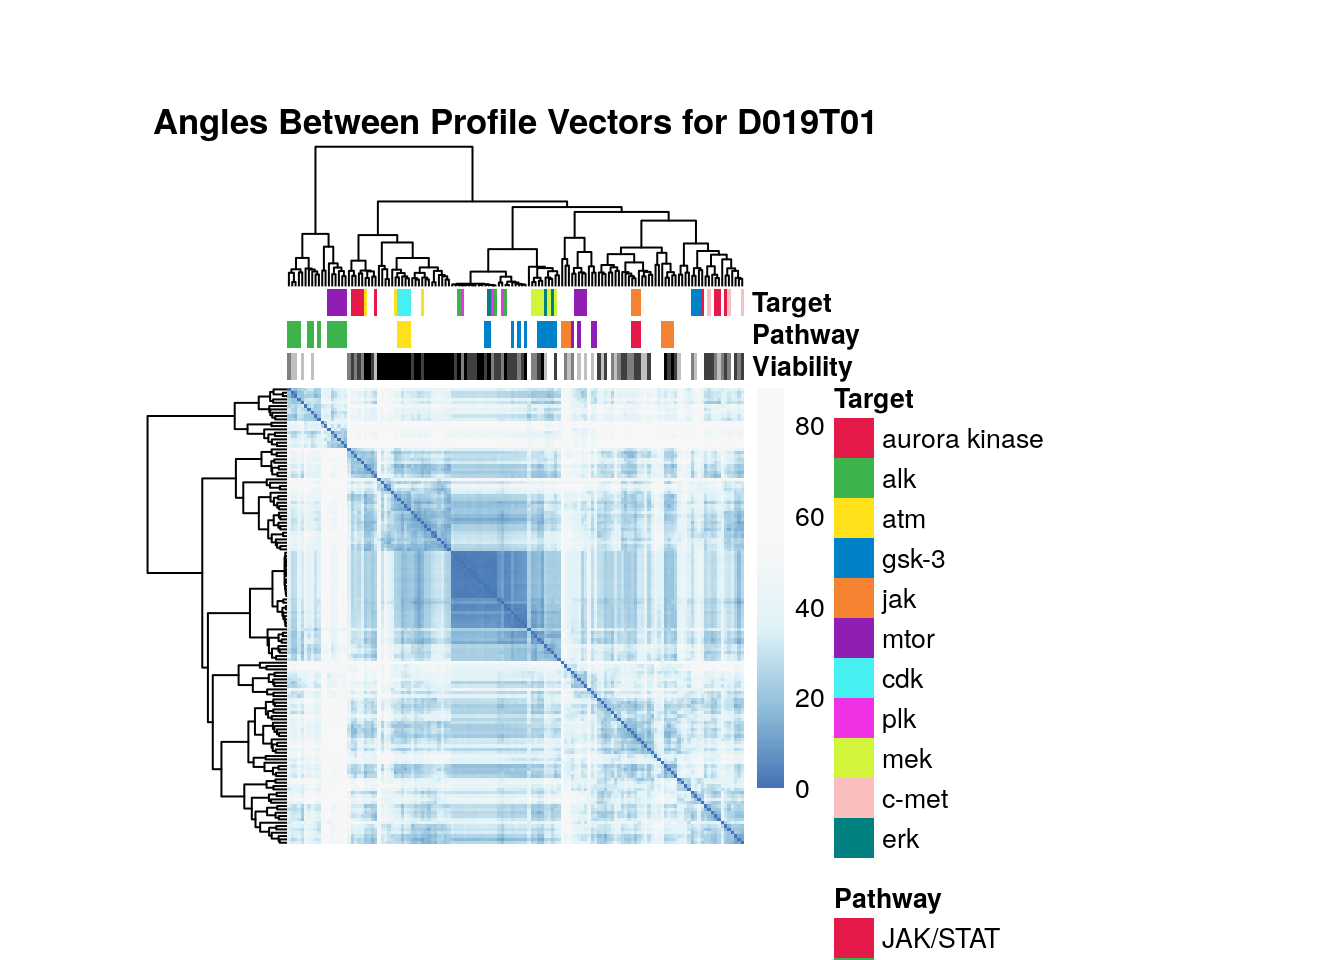 Angles Between Profile Vectors for D019T01
Target
Pathway
Viability
80
60
40
20
0
Target
aurora kinase
alk
atm
gsk-3
jak
mtor
cdk
plk
mek
c-met
erk
Pathway
JAK/STAT